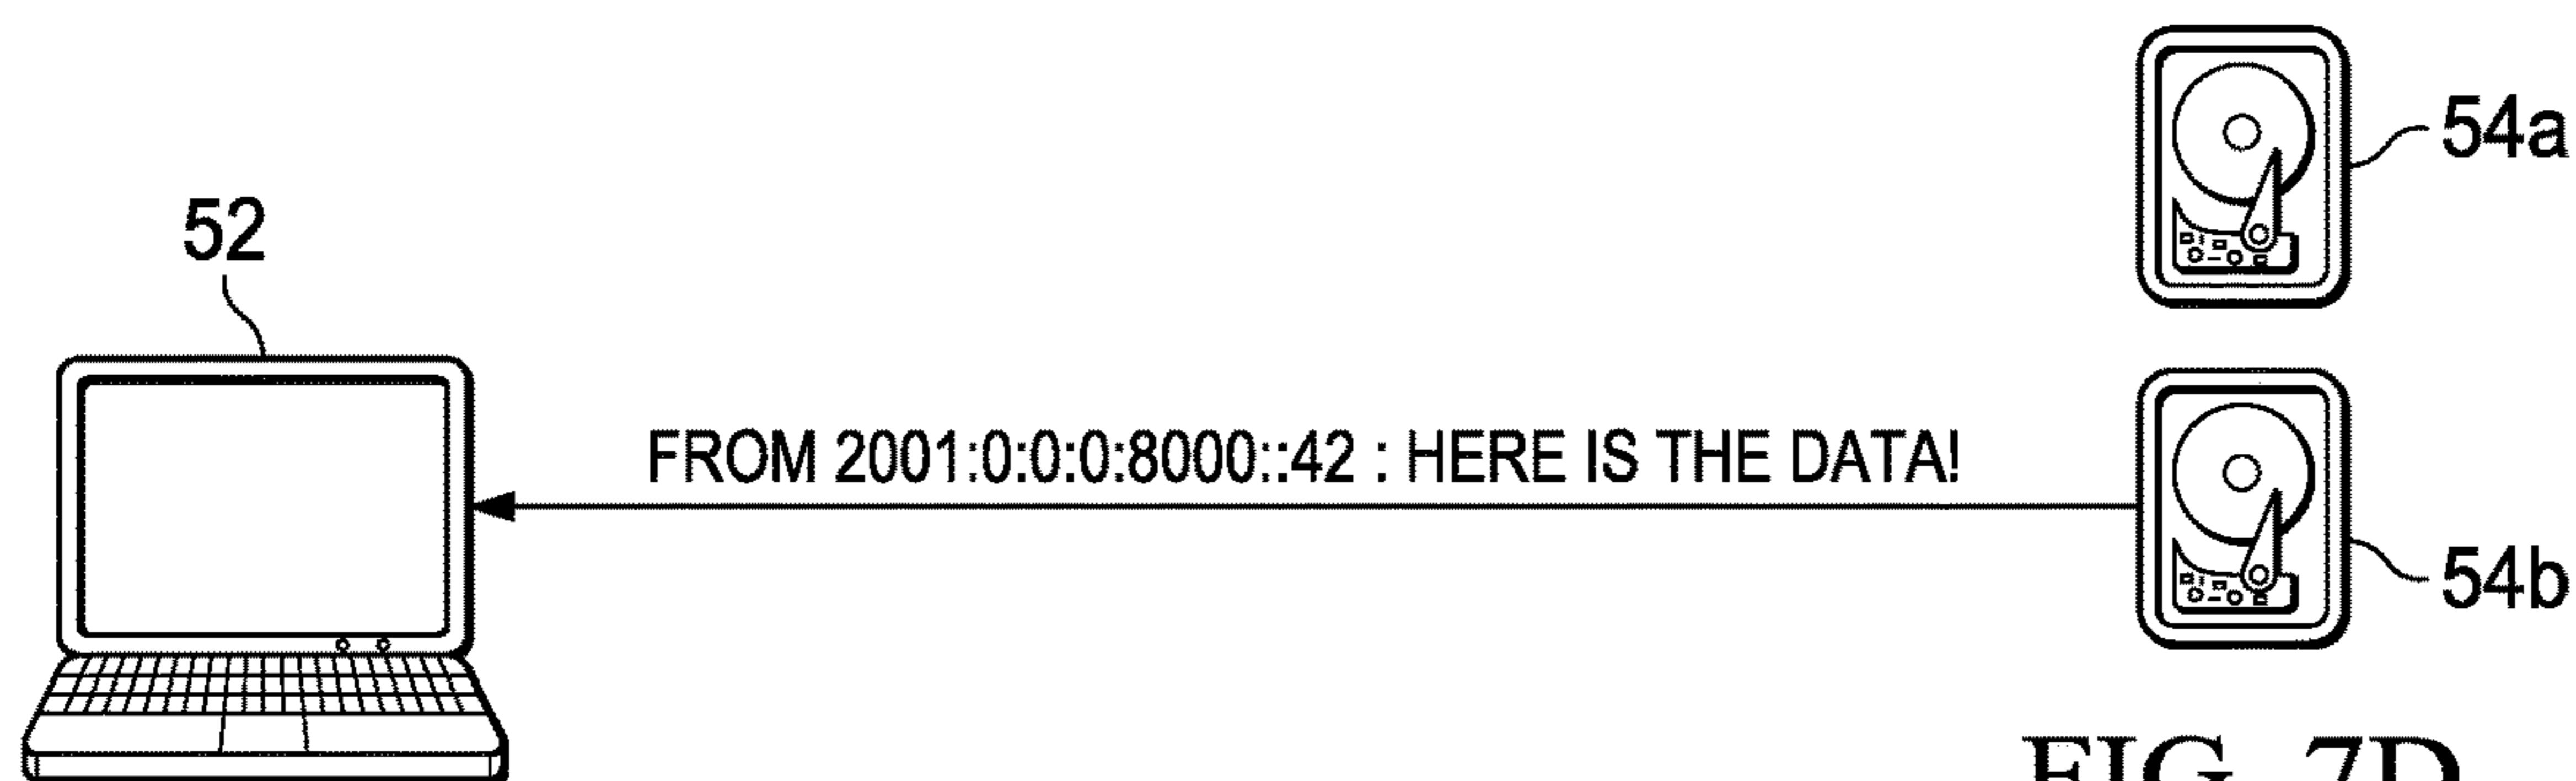 54a
52
FROM 2001:0:0:0:8000::42 : HERE IS THE DATA!
54b
FIG. 7D